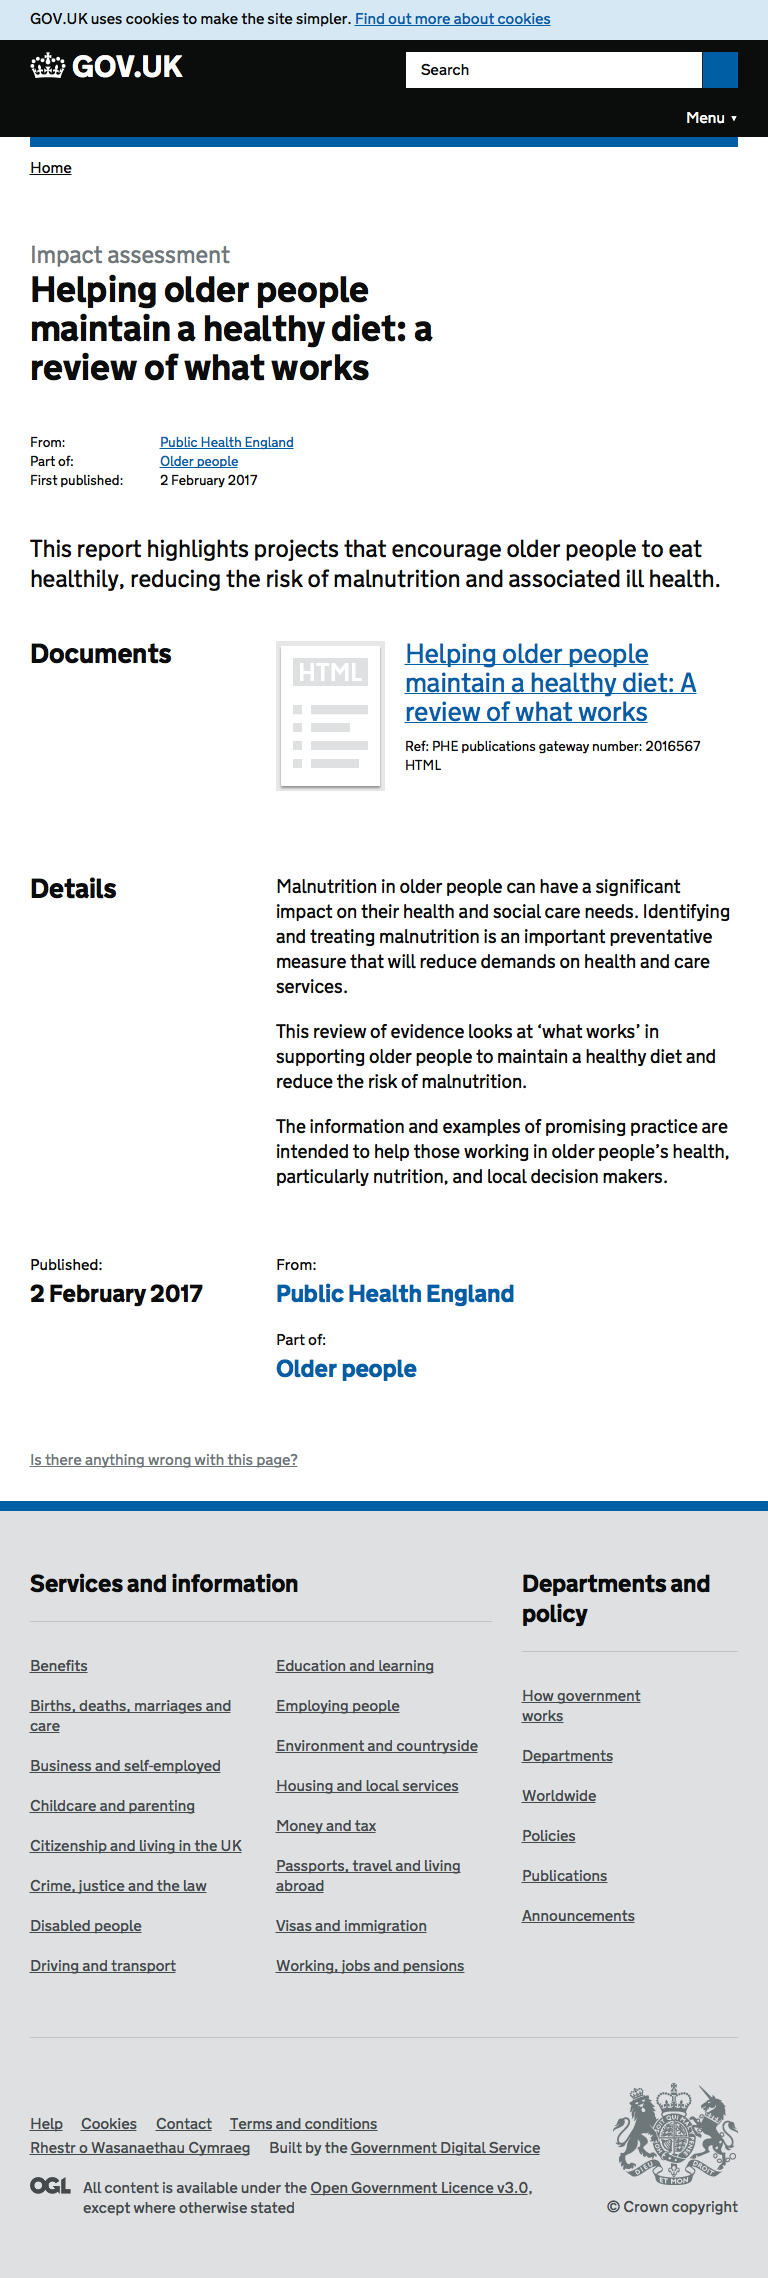 GOV.UK uses cookies to make the site simpler. Find out more about cookies
GOV.UK
Search
Menu ▼
Home
Impact assessment
Helping older people
maintain a healthy diet: a
review of what works
From: Public Health England
Part of: Older people
First published: 2 February 2017
This report highlights projects that encourage older people to eat
healthily, reducing the risk of malnutrition and associated ill health.
Documents
HTML
Helping older people
maintain a healthy diet: A
review of what works
Ref: PHE publications gateway number: 2016567
HTML
Details
Malnutrition in older people can have a significant
impact on their health and social care needs. Identifying
and treating malnutrition is an important preventative
measure that will reduce demands on health and care
services.
This review of evidence looks at ‘what works’ in
supporting older people to maintain a healthy diet and
reduce the risk of malnutrition.
The information and examples of promising practice are
intended to help those working in older people’s health,
particularly nutrition, and local decision makers.
Published:
2 February 2017
From:
Public Health England
Part of:
Older people
Is there anything wrong with this page?
Services and information
Benefits
Births, deaths, marriages and
care
Business and self-employed
Childcare and parenting
Citizenship and living in the UK
Crime, justice and the law
Disabled people
Driving and transport
Education and learning
Employing people
Environment and countryside
Housing and local services
Money and tax
Passports, travel and living
abroad
Visas and immigration
Working, jobs and pensions
Departments and
policy
How government
works
Departments
Worldwide
Policies
Publications
Announcements
Help Cookies Contact Terms and conditions
Rhestr o Wasanaethau Cymraeg Built by the Government Digital Service
OGL All content is available under the Open Government Licence v3.0,
except where otherwise stated
DIEU ET MON DROIT
© Crown copyright